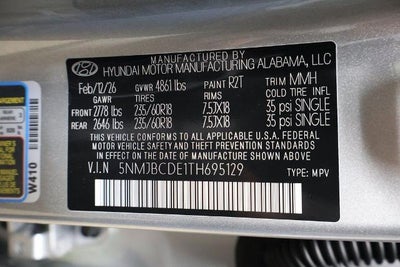 MANUFACTURED BY
HYUNDAI MOTOR MANUFACTURING ALABAMA, LLC
Feb/12/26 GVWR 4861 lbs PAINT R2T TRIM MMH
GAWR TIRES RIMS COLD TIRE INFL
FRONT 2778 lbs 235/60R18 7.5JX18 35 psi SINGLE
REAR 2646 lbs 235/60R18 7.5JX18 35 psi SINGLE
THIS VEHICLE CONFORMS TO ALL APPLICABLE U.S.A. FEDERAL
MOTOR VEHICLE SAFETY, BUMPER, AND THEFT PREVENTION
STANDARDS IN EFFECT ON THE DATE OF MANUFACTURE SHOWN ABOVE.
V.I.N 5NMJBCDE1TH695129 TYPE: MPV
W410